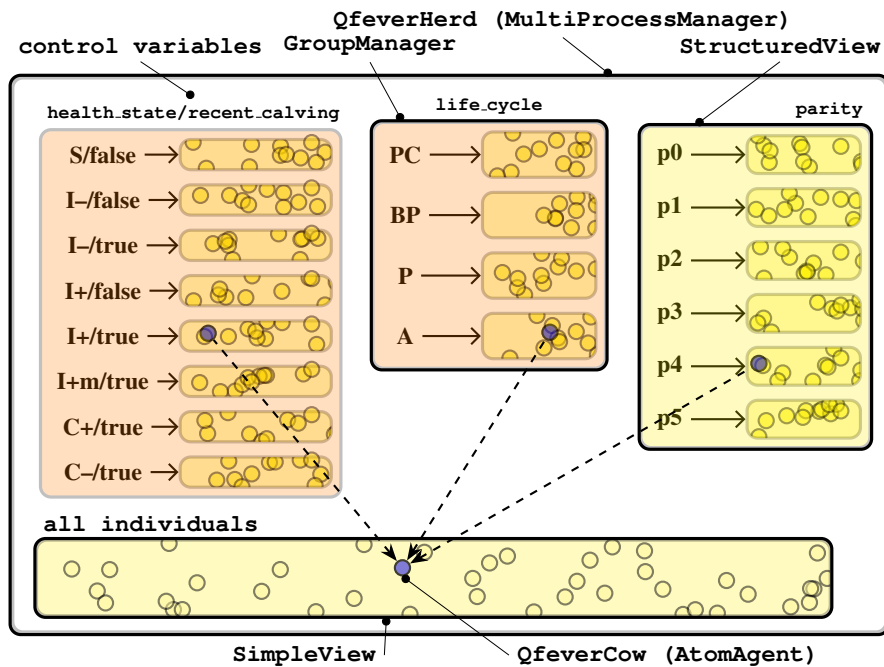 QfeverHerd (MultiProcessManager)
control variables GroupManager StructuredView
health_state/recent_calving life_cycle parity
S/false
I–/false
I–/true
I+/false
I+/true
I+m/true
C+/true
C–/true
PC
BP
P
A
p0
p1
p2
p3
p4
p5
all individuals
SimpleView QfeverCow (AtomAgent)